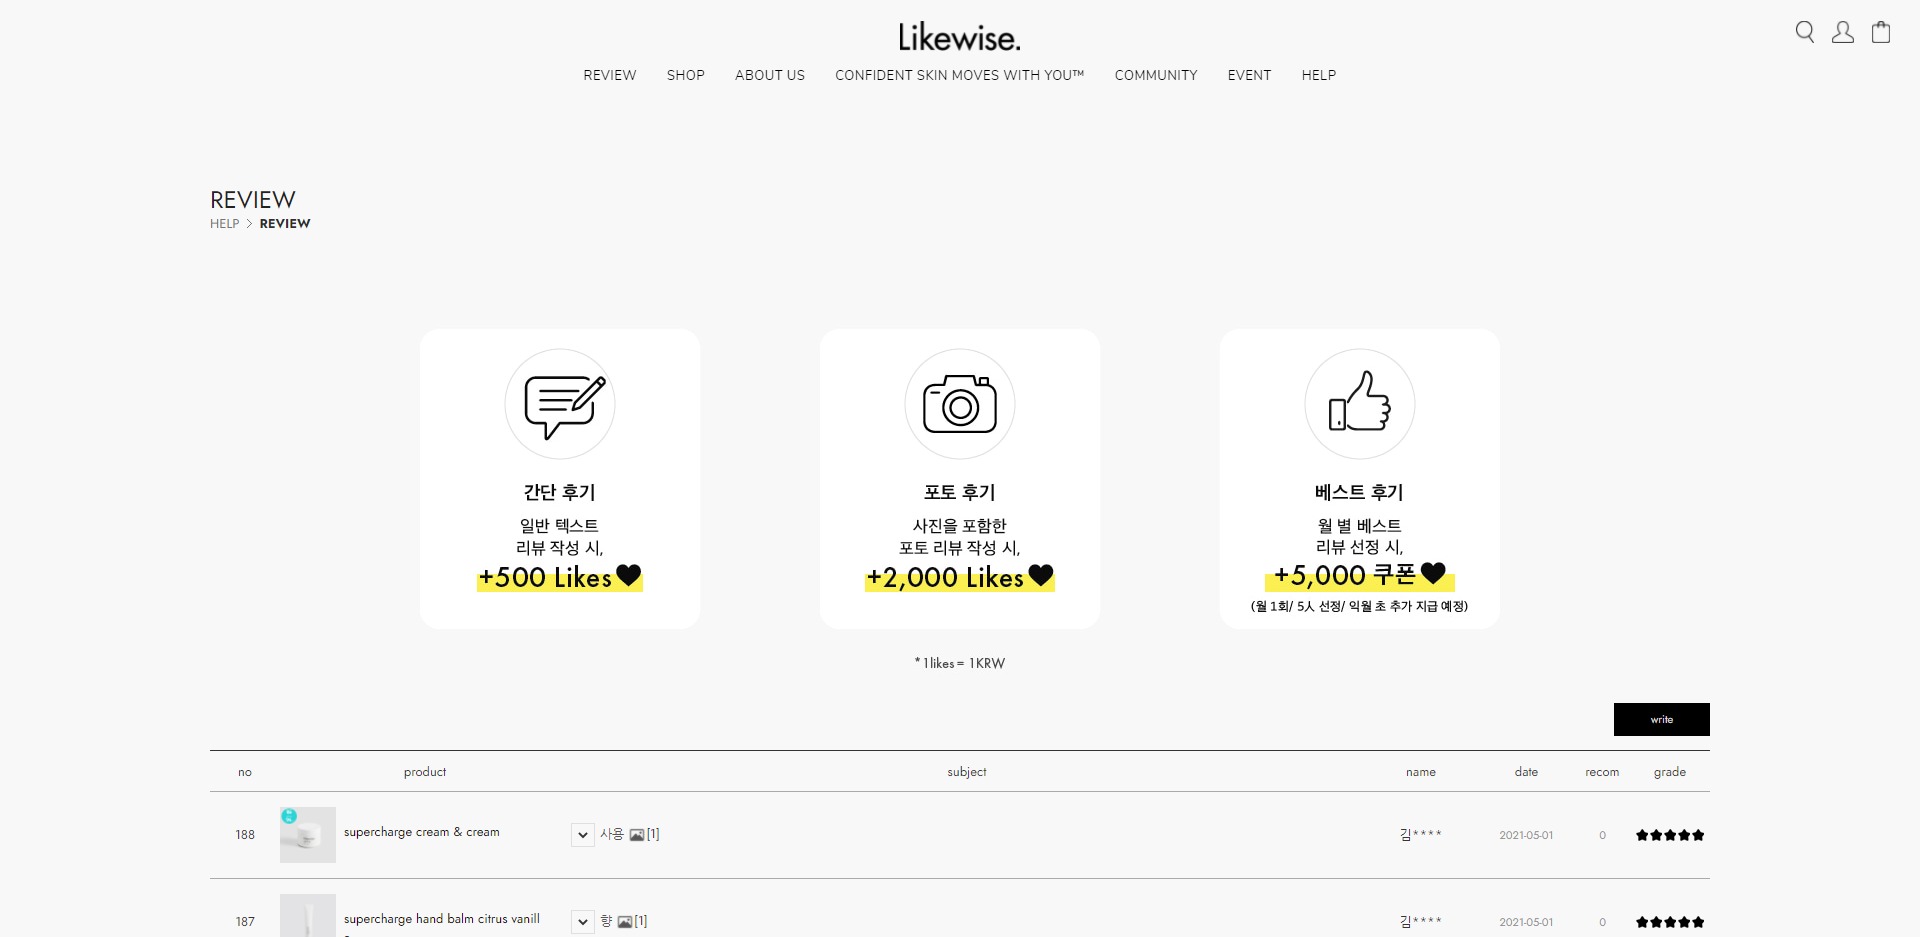 Likewise.
REVIEW SHOP ABOUT US CONFIDENT SKIN MOVES WITH YOU™ COMMUNITY EVENT HELP
REVIEW
HELP > REVIEW
간단 후기
일반 텍스트
리뷰 작성 시,
+500 Likes
포토 후기
사진을 포함한
포토 리뷰 작성 시,
+2,000 Likes
베스트 후기
월 별 베스트
리뷰 선정 시,
+5,000 쿠폰
(월 1회/ 5人 선정/ 익월 초 추가 지급 예정)
*1likes= 1KRW
write
no product subject name date recom grade
188 supercharge cream & cream 사용 [1] 김**** 2021-05-01 0
187 supercharge hand balm citrus vanill 향 [1] 김**** 2021-05-01 0